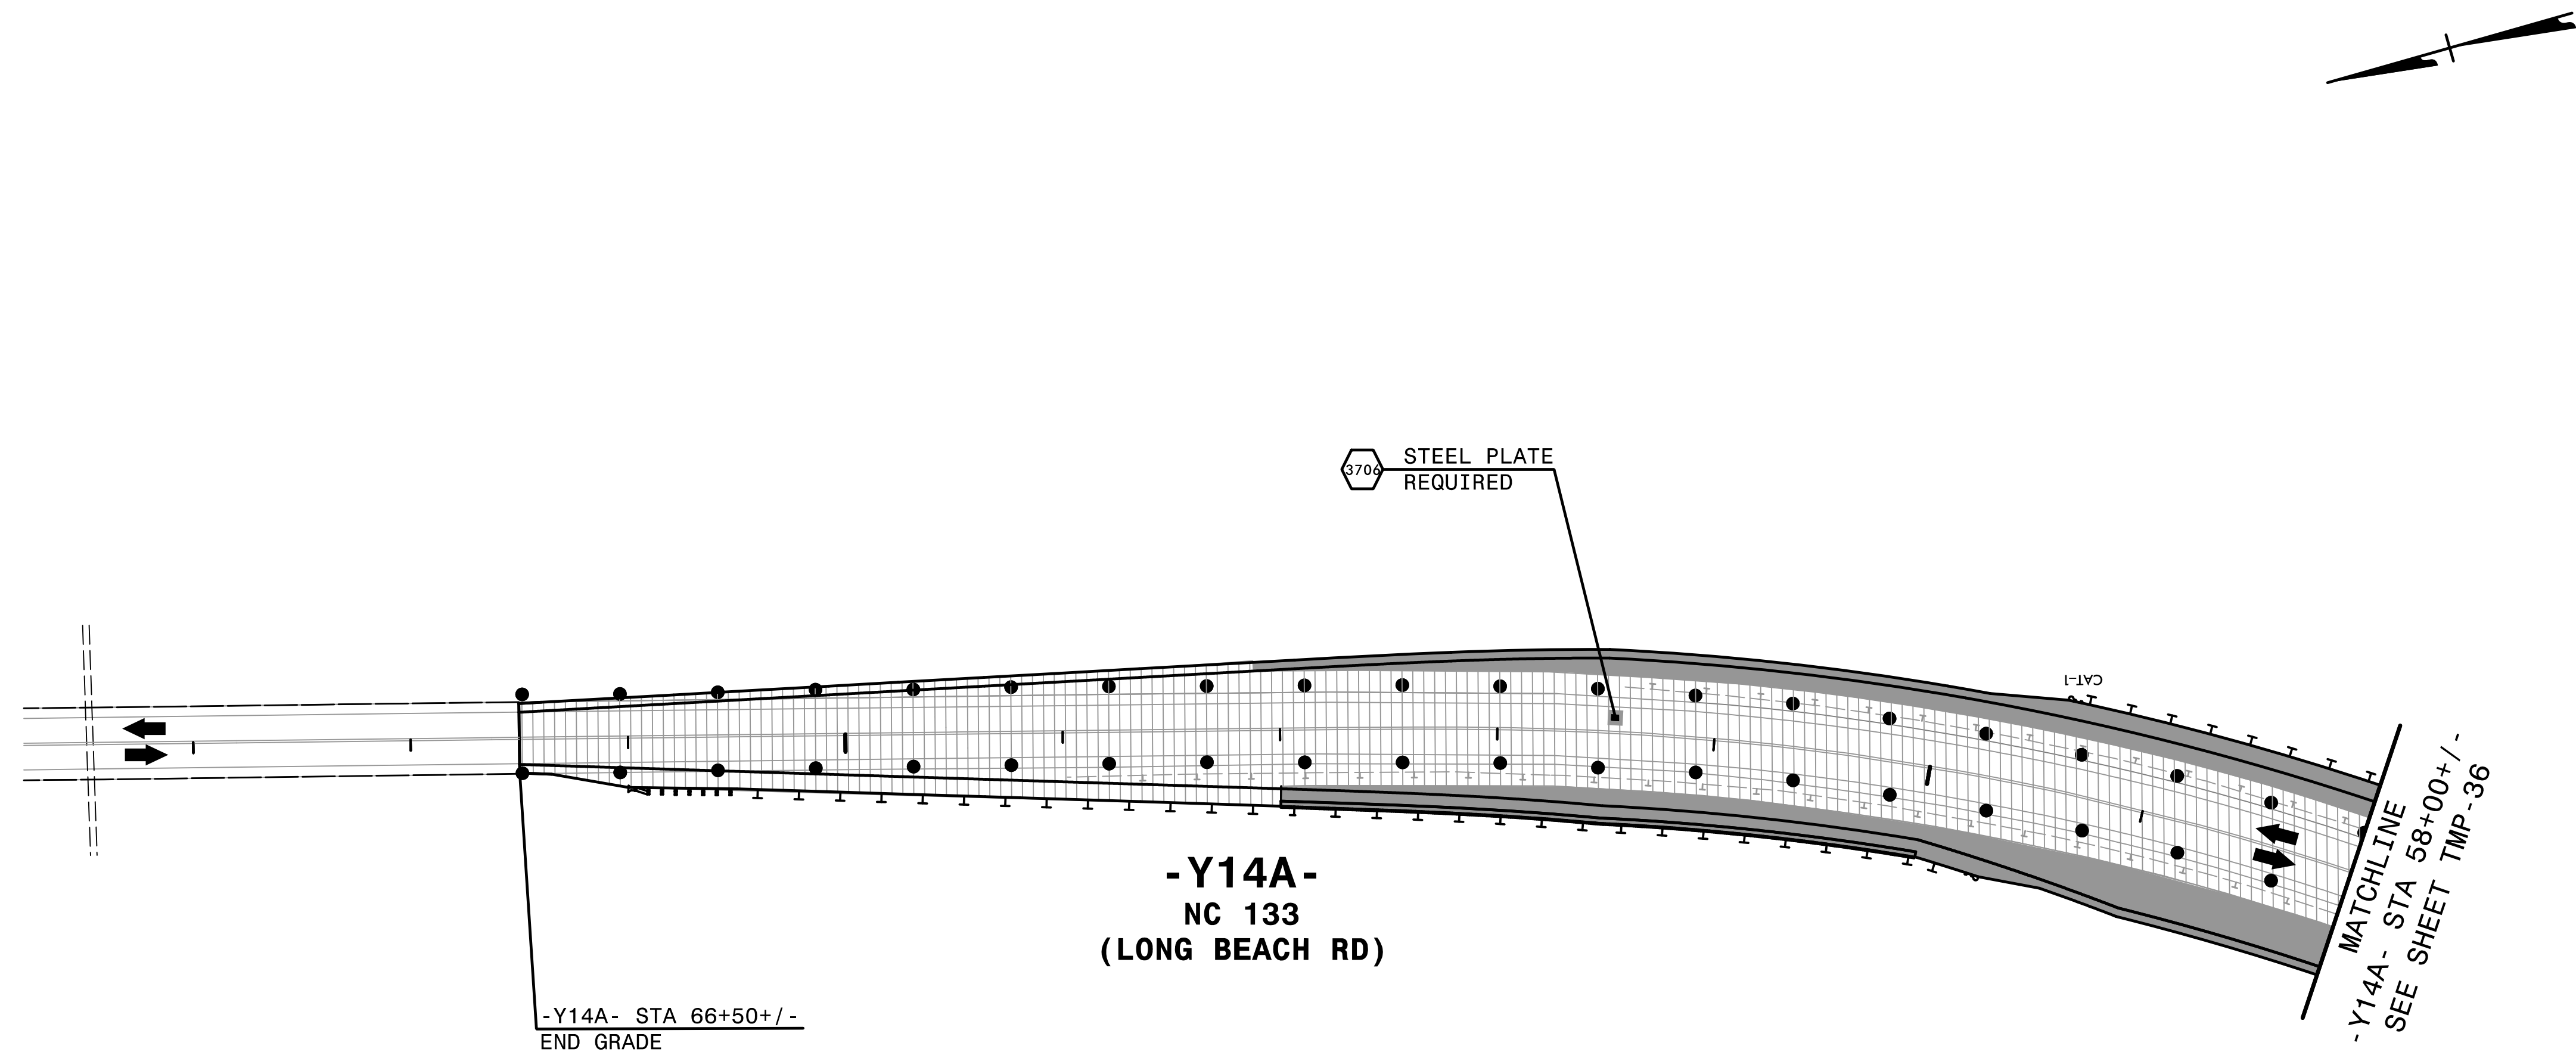 3706
STEEL PLATE
REQUIRED
CAT-1
-Y14A-
NC 133
(LONG BEACH RD)
-Y14A- STA 66+50+/-
END GRADE
MATCHLINE
-Y14A- STA 58+00+/-
SEE SHEET TMP-36